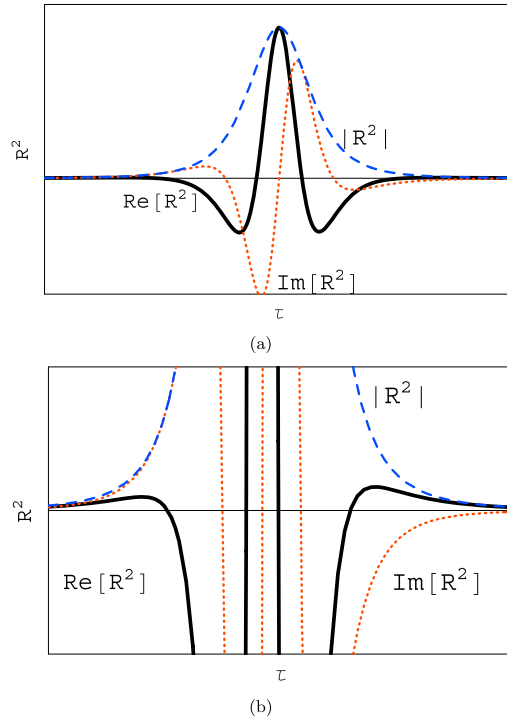 R²
|R²|
Re[R²]
Im[R²]
τ
(a)
|R²|
R²
Re[R²]
Im[R²]
τ
(b)